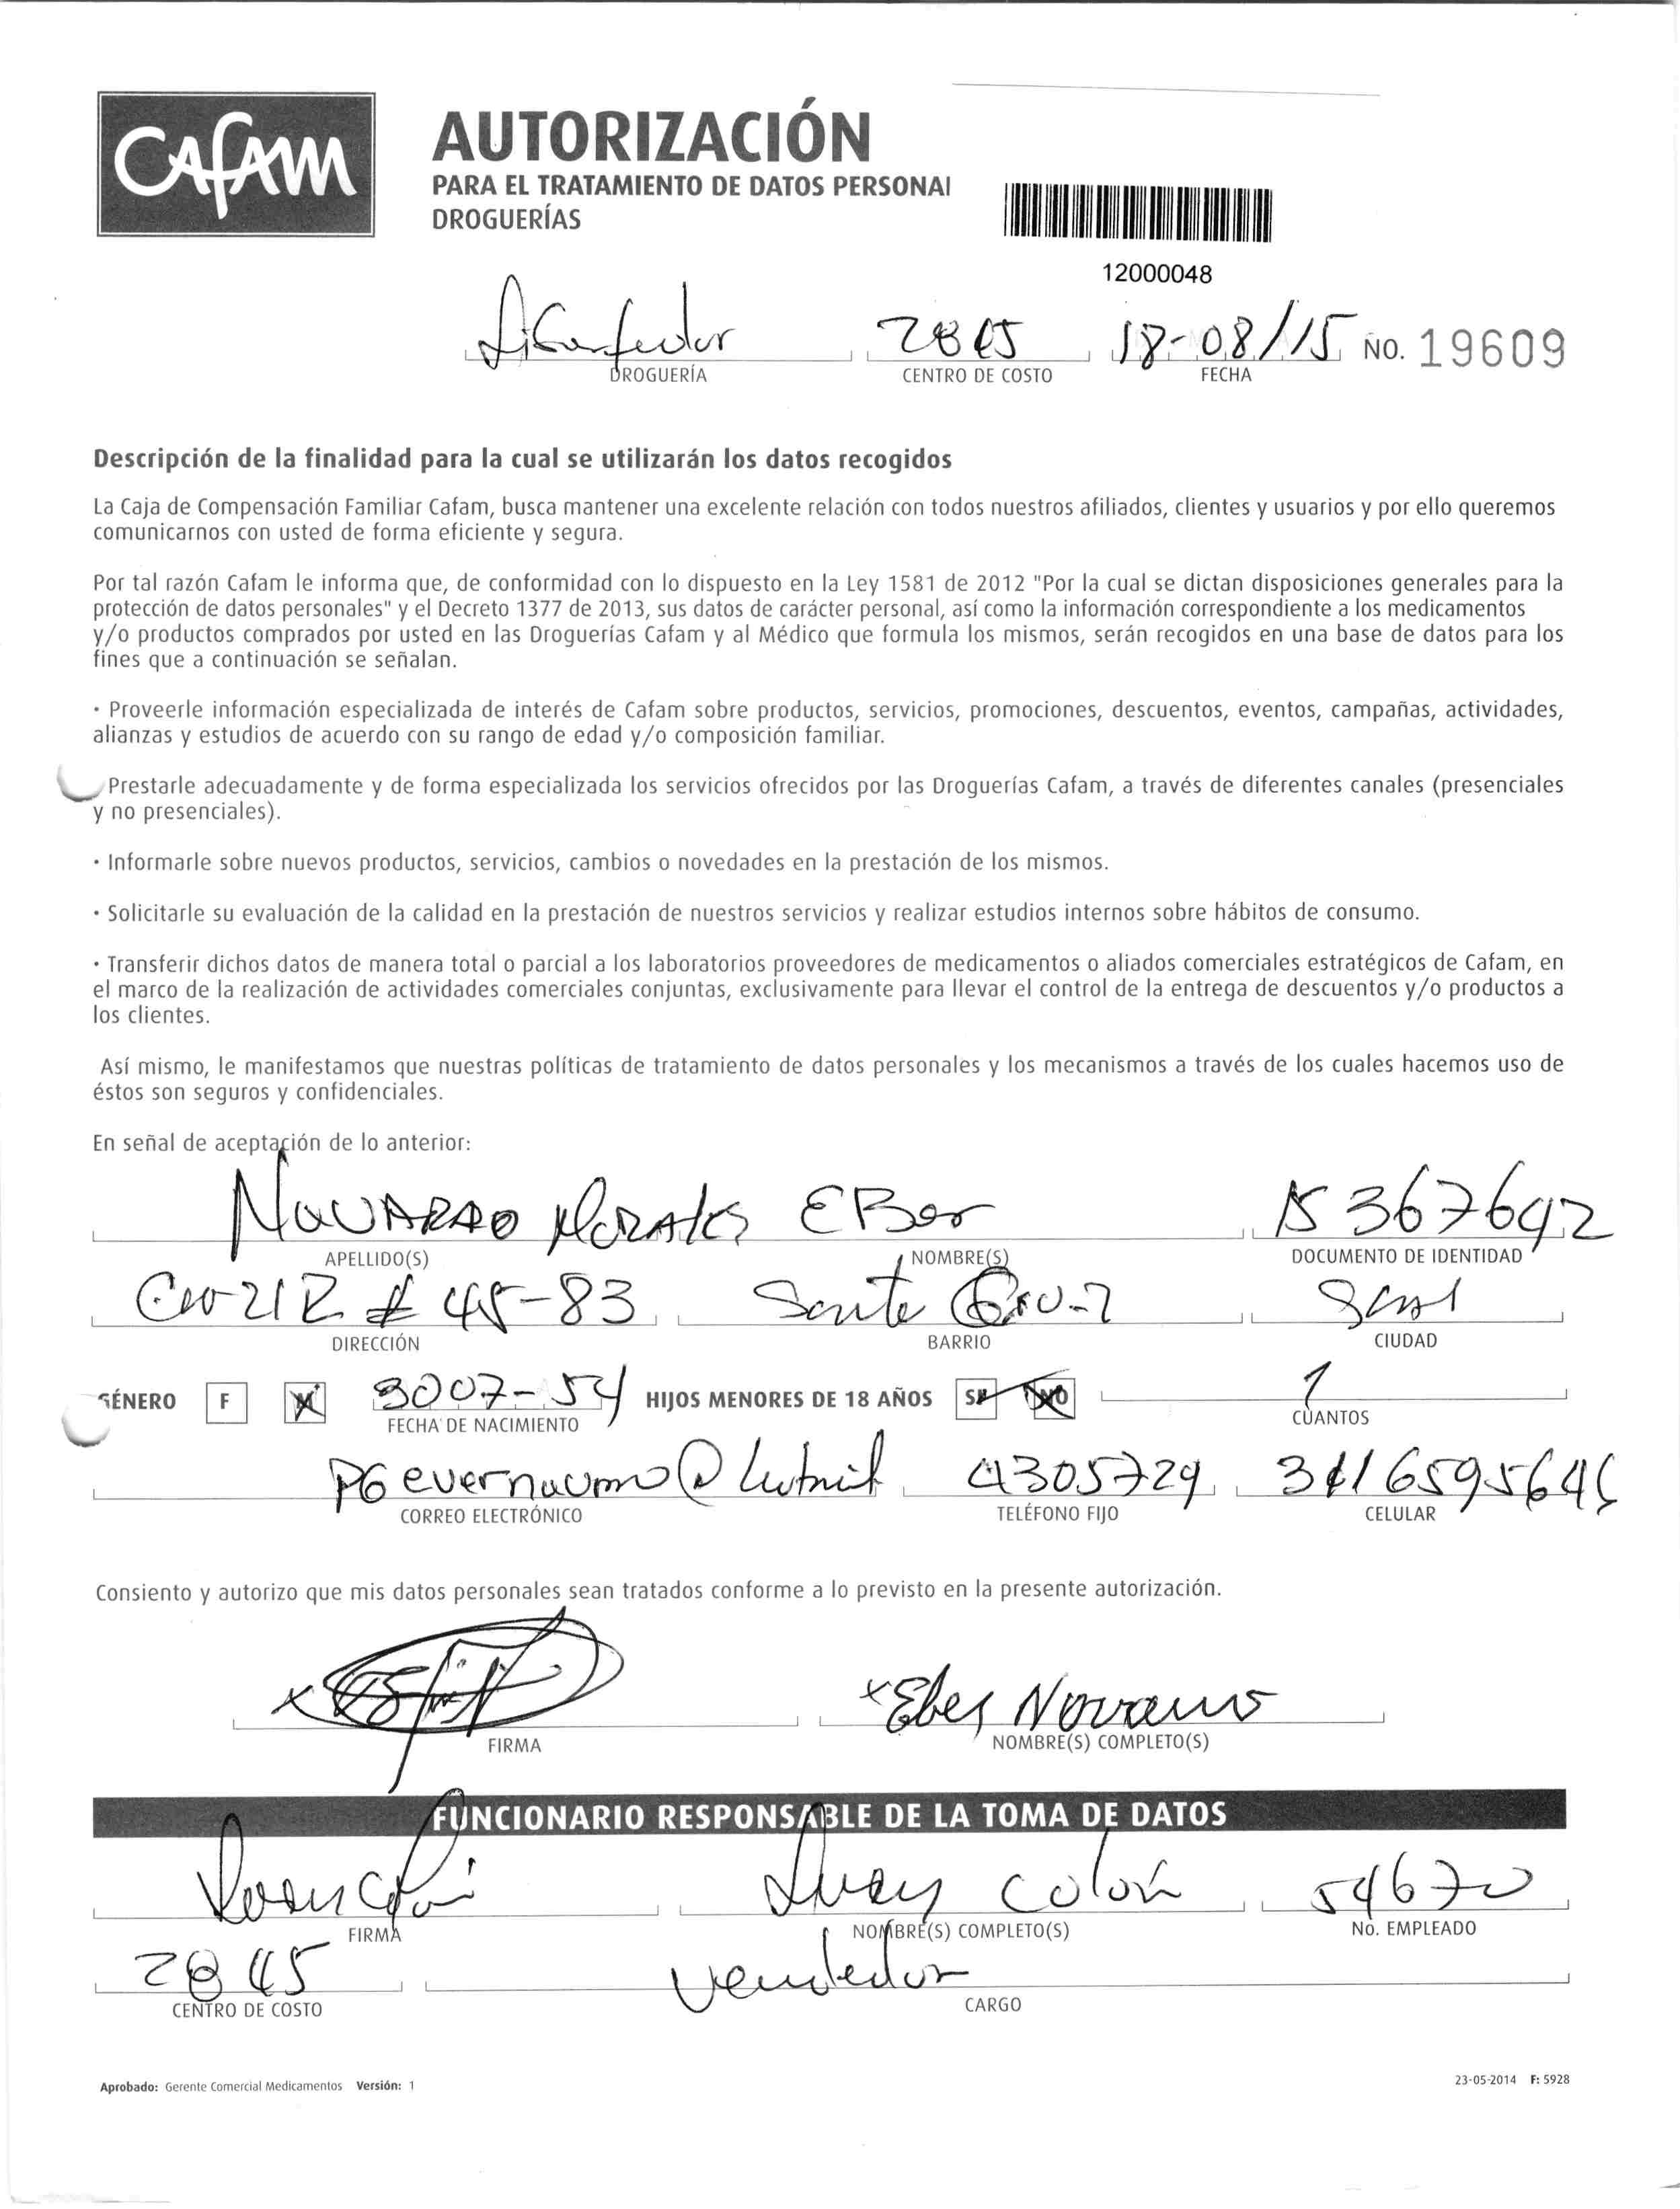 CAFAM
AUTORIZACIÓN
PARA EL TRATAMIENTO DE DATOS PERSONA
DROGUERÍAS
12000048
2845 18-08/15 No. 19609
DROGUERÍA CENTRO DE COSTO FECHA
Descripción de la finalidad para la cual se utilizarán los datos recogidos
La Caja de Compensación Familiar Cafam, busca mantener una excelente relación con todos nuestros afiliados, clientes y usuarios y por ello queremos
comunicarnos con usted de forma eficiente y segura.
Por tal razón Cafam le informa que, de conformidad con lo dispuesto en la Ley 1581 de 2012 "Por la cual se dictan disposiciones generales para la
protección de datos personales" y el Decreto 1377 de 2013, sus datos de carácter personal, así como la información correspondiente a los medicamentos
y/o productos comprados por usted en las Droguerías Cafam y al Médico que formula los mismos, serán recogidos en una base de datos para los
fines que a continuación se señalan.
· Proveerle información especializada de interés de Cafam sobre productos, servicios, promociones, descuentos, eventos, campañas, actividades,
alianzas y estudios de acuerdo con su rango de edad y/o composición familiar.
Prestarle adecuadamente y de forma especializada los servicios ofrecidos por las Droguerías Cafam, a través de diferentes canales (presenciales
y no presenciales).
· Informarle sobre nuevos productos, servicios, cambios o novedades en la prestación de los mismos.
· Solicitarle su evaluación de la calidad en la prestación de nuestros servicios y realizar estudios internos sobre hábitos de consumo.
· Transferir dichos datos de manera total o parcial a los laboratorios proveedores de medicamentos o aliados comerciales estratégicos de Cafam, en
el marco de la realización de actividades comerciales conjuntas, exclusivamente para llevar el control de la entrega de descuentos y/o productos a
los clientes.
Así mismo, le manifestamos que nuestras políticas de tratamiento de datos personales y los mecanismos a través de los cuales hacemos uso de
éstos son seguros y confidenciales.
En señal de aceptación de lo anterior:
Navarro Morales Eber 15367642
APELLIDO(S) NOMBRE(S) DOCUMENTO DE IDENTIDAD
# 45-83 Santa Cruz
DIRECCIÓN BARRIO CIUDAD
GÉNERO F M 3007-54 HIJOS MENORES DE 18 AÑOS SI NO 1
FECHA DE NACIMIENTO CUANTOS
4305729
CORREO ELECTRÓNICO TELÉFONO FIJO CELULAR
Consiento y autorizo que mis datos personales sean tratados conforme a lo previsto en la presente autorización.
x x Eber Navarro
FIRMA NOMBRE(S) COMPLETO(S)
FUNCIONARIO RESPONSABLE DE LA TOMA DE DATOS
Colón 54670
FIRMA NOMBRE(S) COMPLETO(S) No. EMPLEADO
2845 Vendedor
CENTRO DE COSTO CARGO
Aprobado: Gerente Comercial Medicamentos Versión: 1 23-05-2014 F: 5928